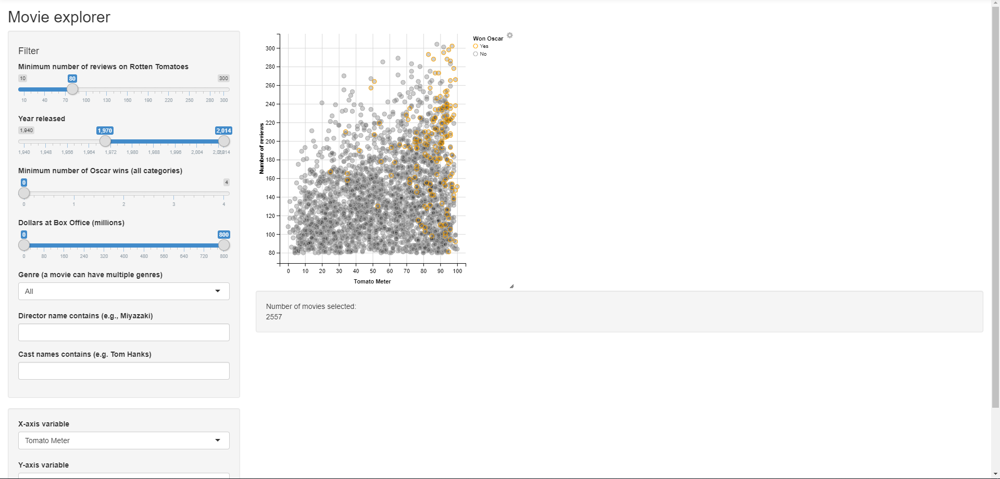 Movie explorer
Filter
Minimum number of reviews on Rotten Tomatoes
10 80 300
10 40 70 100 130 160 190 220 250 280 300
Year released
1,940 1,970 2,014
1,940 1,948 1,956 1,964 1,972 1,980 1,988 1,996 2,004 2,012 2,014
Minimum number of Oscar wins (all categories)
0 4
0 1 2 3 4
Dollars at Box Office (millions)
0 800
0 80 160 240 320 400 480 560 640 720 800
Genre (a movie can have multiple genres)
All
Director name contains (e.g., Miyazaki)
Cast names contains (e.g. Tom Hanks)
X-axis variable
Tomato Meter
Y-axis variable
Number of reviews
300
280
260
240
220
200
180
160
140
120
100
80
0 10 20 30 40 50 60 70 80 90 100
Tomato Meter
Won Oscar
Yes
No
Number of movies selected:
2557